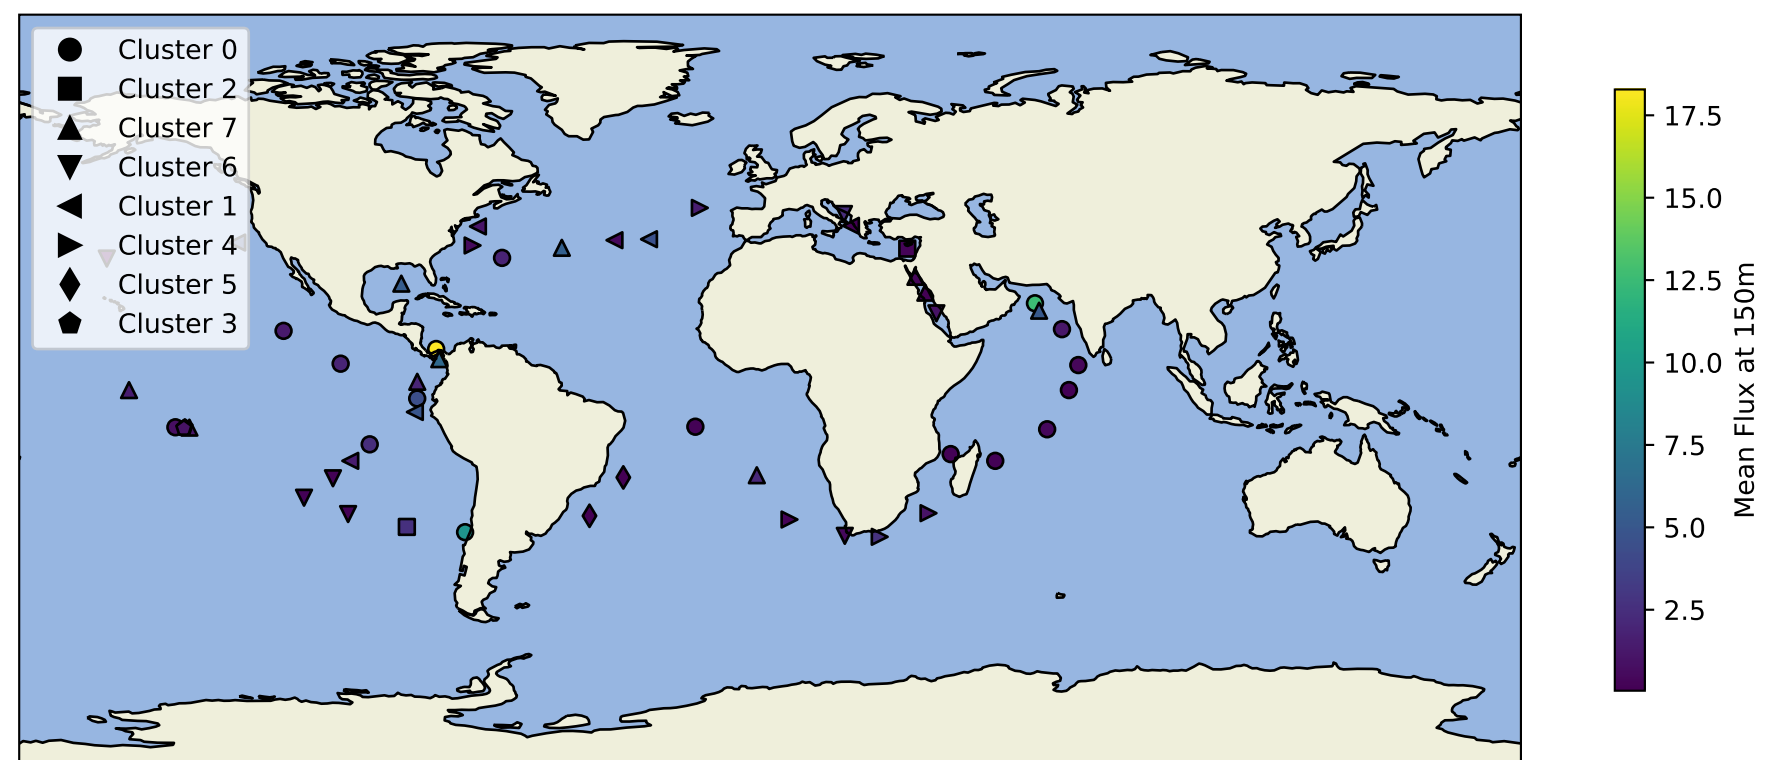 Cluster 0
Cluster 2
Cluster 7
Cluster 6
Cluster 1
Cluster 4
Cluster 5
Cluster 3
17.5
15.0
12.5
10.0
7.5
5.0
2.5
Mean Flux at 150m